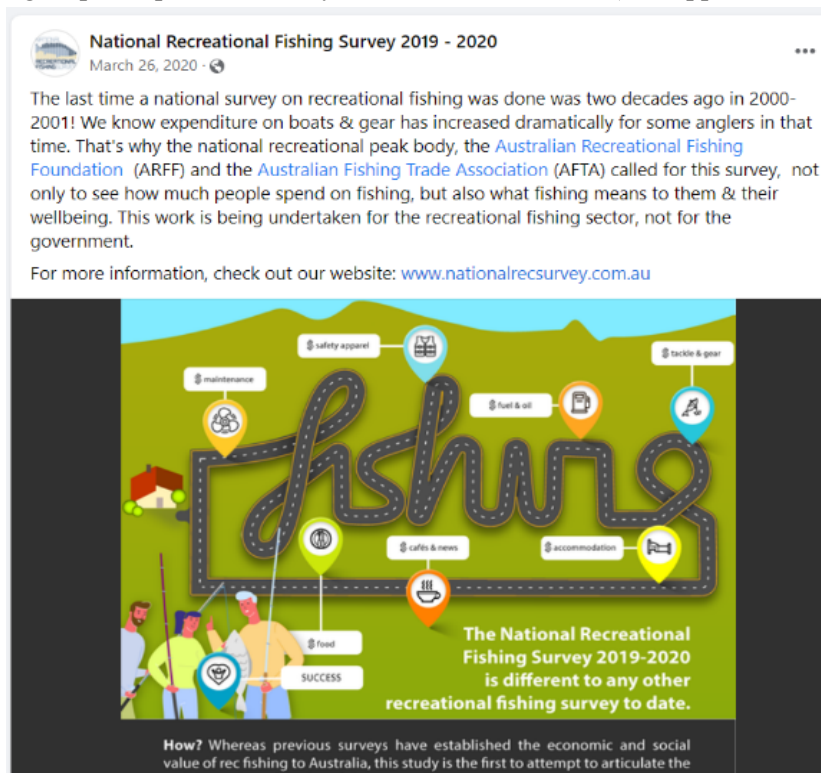 National Recreational Fishing Survey 2019 - 2020
March 26, 2020 ·
The last time a national survey on recreational fishing was done was two decades ago in 2000-
2001! We know expenditure on boats & gear has increased dramatically for some anglers in that
time. That's why the national recreational peak body, the Australian Recreational Fishing
Foundation (ARFF) and the Australian Fishing Trade Association (AFTA) called for this survey, not
only to see how much people spend on fishing, but also what fishing means to them & their
wellbeing. This work is being undertaken for the recreational fishing sector, not for the
government.
For more information, check out our website: www.nationalrecsurvey.com.au
$ safety apparel
$ tackle & gear
$ maintenance
$ fuel & oil
fishing
$ cafés & news
$ accommodation
$ food
SUCCESS
The National Recreational
Fishing Survey 2019-2020
is different to any other
recreational fishing survey to date.
How? Whereas previous surveys have established the economic and social
value of rec fishing to Australia, this study is the first to attempt to articulate the